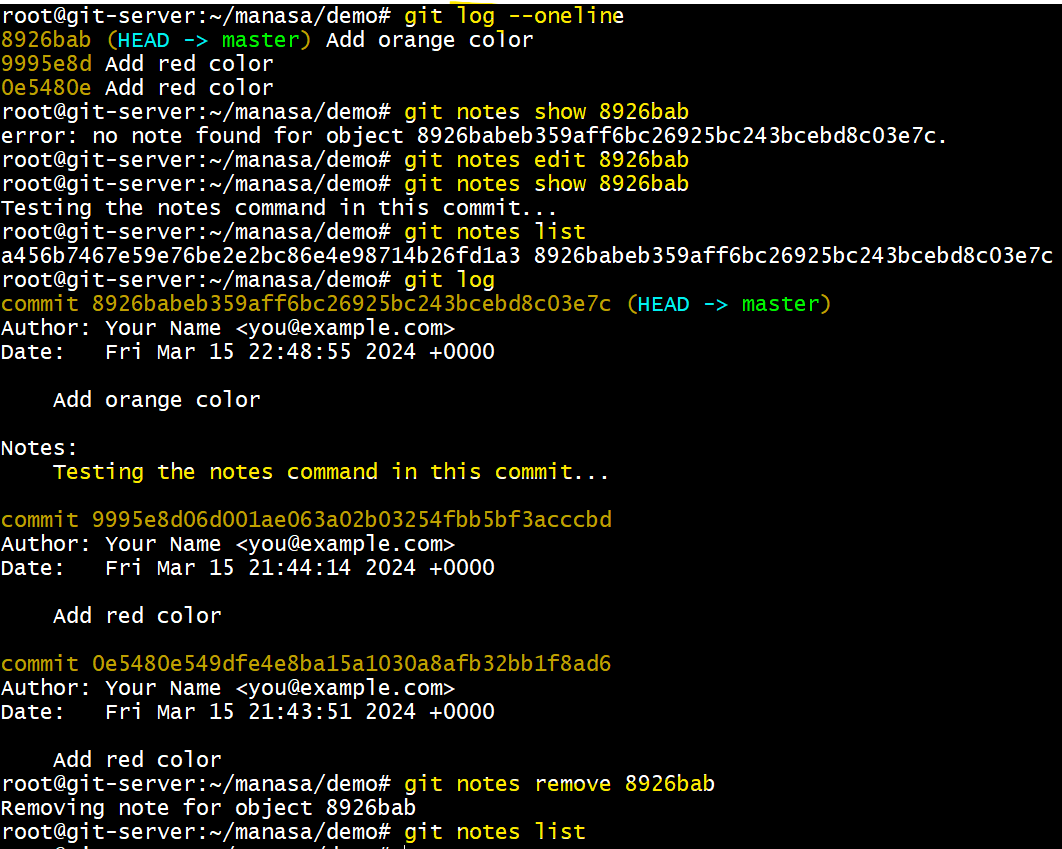 root@git-server:~/manasa/demo# git log --oneline
8926bab (HEAD -> master) Add orange color
9995e8d Add red color
0e5480e Add red color
root@git-server:~/manasa/demo# git notes show 8926bab
error: no note found for object 8926babeb359aff6bc26925bc243bcebd8c03e7c.
root@git-server:~/manasa/demo# git notes edit 8926bab
root@git-server:~/manasa/demo# git notes show 8926bab
Testing the notes command in this commit...
root@git-server:~/manasa/demo# git notes list
a456b7467e59e76be2e2bc86e4e98714b26fd1a3 8926babeb359aff6bc26925bc243bcebd8c03e7c
root@git-server:~/manasa/demo# git log
commit 8926babeb359aff6bc26925bc243bcebd8c03e7c (HEAD -> master)
Author: Your Name <you@example.com>
Date:   Fri Mar 15 22:48:55 2024 +0000
    Add orange color
Notes:
    Testing the notes command in this commit...
commit 9995e8d06d001ae063a02b03254fbb5bf3acccbd
Author: Your Name <you@example.com>
Date:   Fri Mar 15 21:44:14 2024 +0000
    Add red color
commit 0e5480e549dfe4e8ba15a1030a8afb32bb1f8ad6
Author: Your Name <you@example.com>
Date:   Fri Mar 15 21:43:51 2024 +0000
    Add red color
root@git-server:~/manasa/demo# git notes remove 8926bab
Removing note for object 8926bab
root@git-server:~/manasa/demo# git notes list